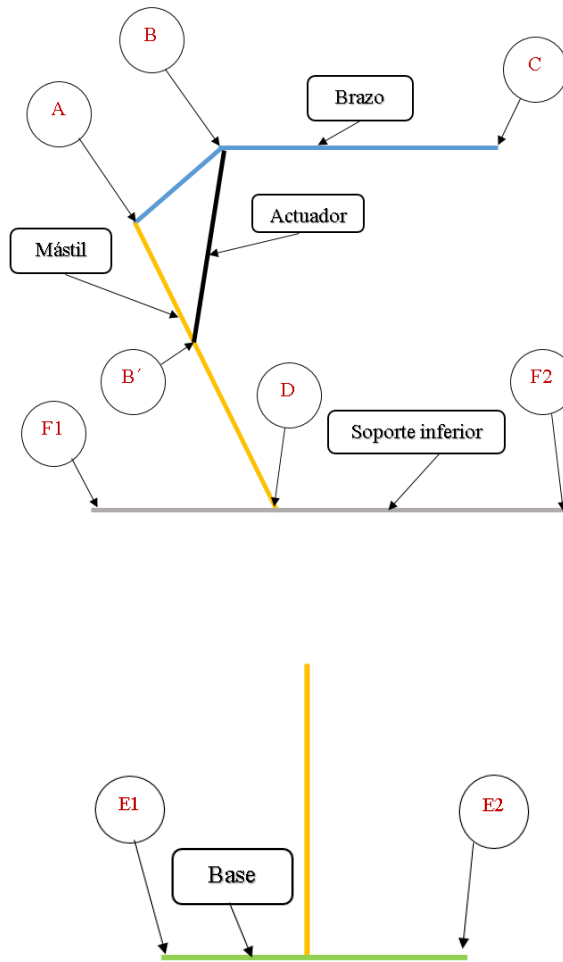 B
C
Brazo
A
Actuador
Mástil
B´
D
F2
F1
Soporte inferior
E1
E2
Base